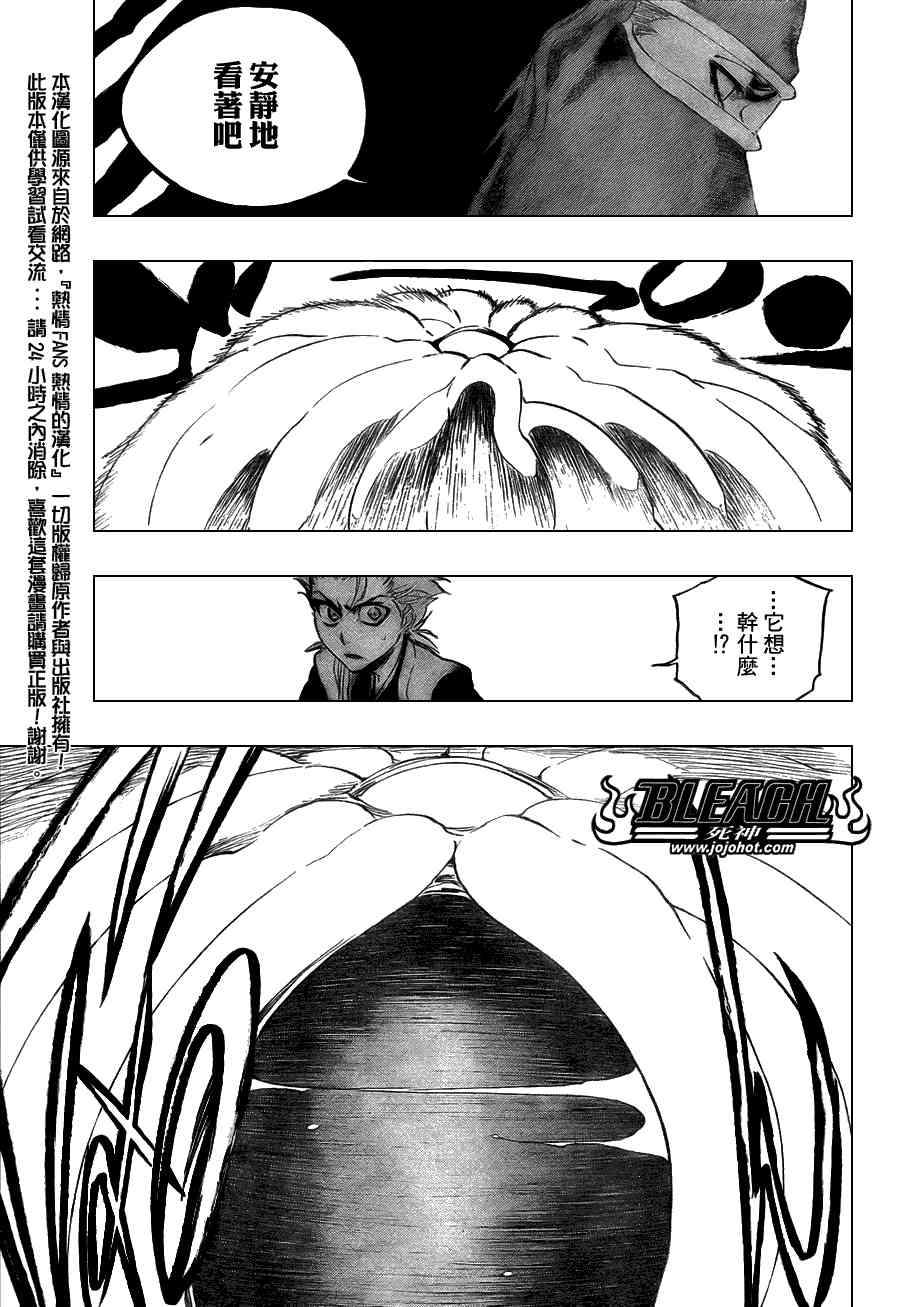 安靜地
看著吧
…它想…
幹什麼
…!?
BLEACH
死神
www.jojohot.com
本漢化圖源來自於網路，『熱情FANS熱情的漢化』一切版權歸原作者與出版社擁有！
此版本僅供學習試看交流…請24小時之內消除，喜歡這套漫畫請購買正版！謝謝。